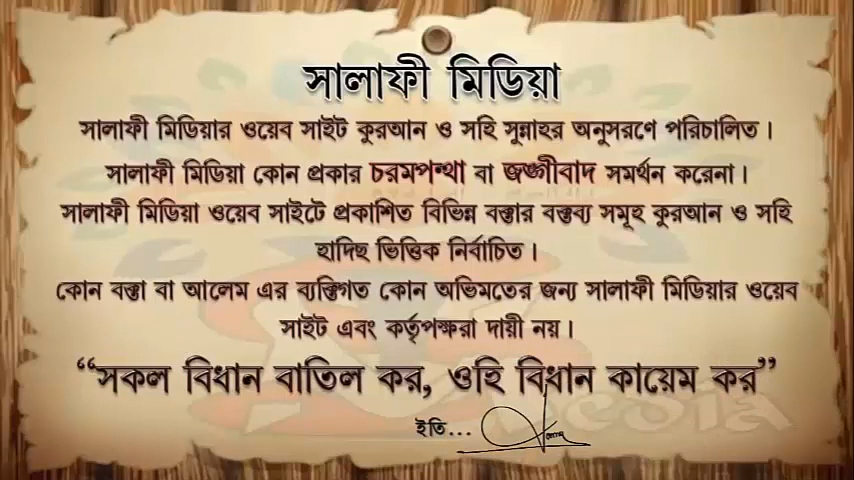 সালাফী মিডিয়া
সালাফী মিডিয়ার ওয়েব সাইট কুরআন ও সহি সুন্নাহর অনুসরণে পরিচালিত।
সালাফী মিডিয়া কোন প্রকার চরমপন্থা বা জঙ্গীবাদ সমর্থন করেনা।
সালাফী মিডিয়া ওয়েব সাইটে প্রকাশিত বিভিন্ন বক্তার বক্তব্য সমূহ কুরআন ও সহি
হাদিছ ভিত্তিক নির্বাচিত।
কোন বক্তা বা আলেম এর ব্যক্তিগত কোন অভিমতের জন্য সালাফী মিডিয়ার ওয়েব
সাইট এবং কর্তৃপক্ষরা দায়ী নয়।
“সকল বিধান বাতিল কর, ওহি বিধান কায়েম কর”
ইতি...